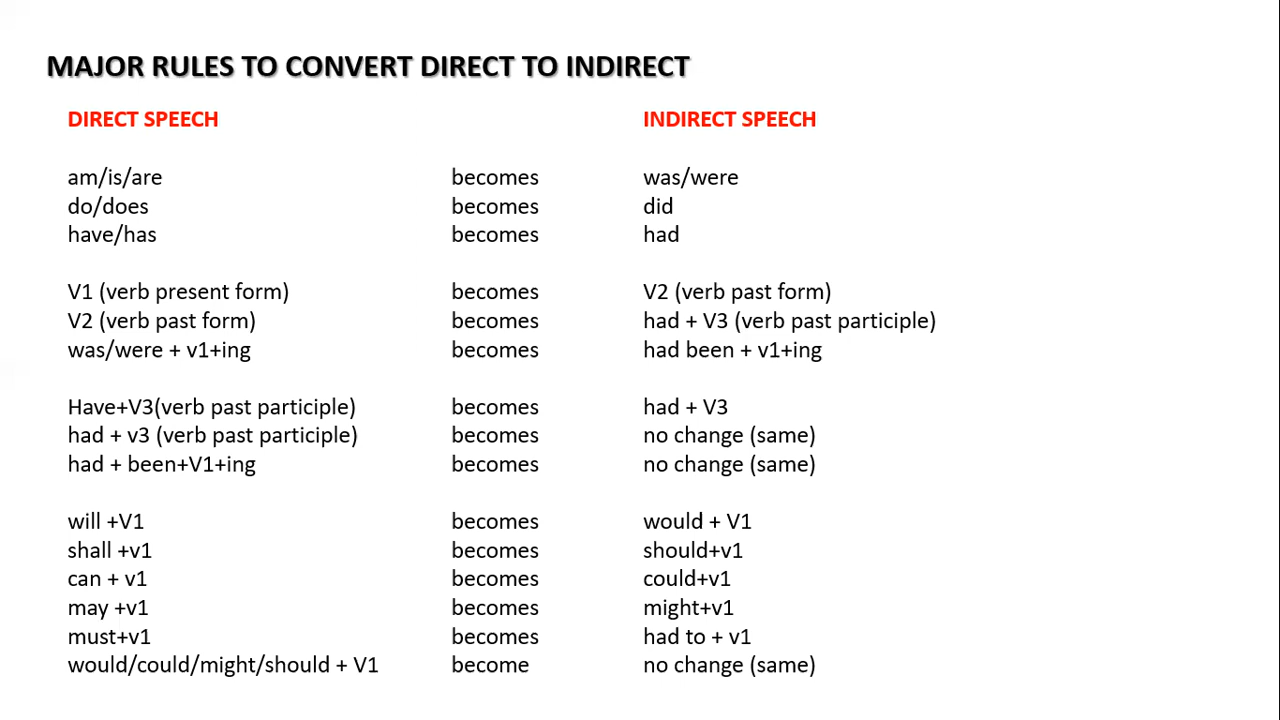 MAJOR RULES TO CONVERT DIRECT TO INDIRECT
DIRECT SPEECH INDIRECT SPEECH
am/is/are becomes was/were
do/does becomes did
have/has becomes had
V1 (verb present form) becomes V2 (verb past form)
V2 (verb past form) becomes had + V3 (verb past participle)
was/were + v1+ing becomes had been + v1+ing
Have+V3(verb past participle) becomes had + V3
had + v3 (verb past participle) becomes no change (same)
had + been+V1+ing becomes no change (same)
will +V1 becomes would + V1
shall +v1 becomes should+v1
can + v1 becomes could+v1
may +v1 becomes might+v1
must+v1 becomes had to + v1
would/could/might/should + V1 become no change (same)